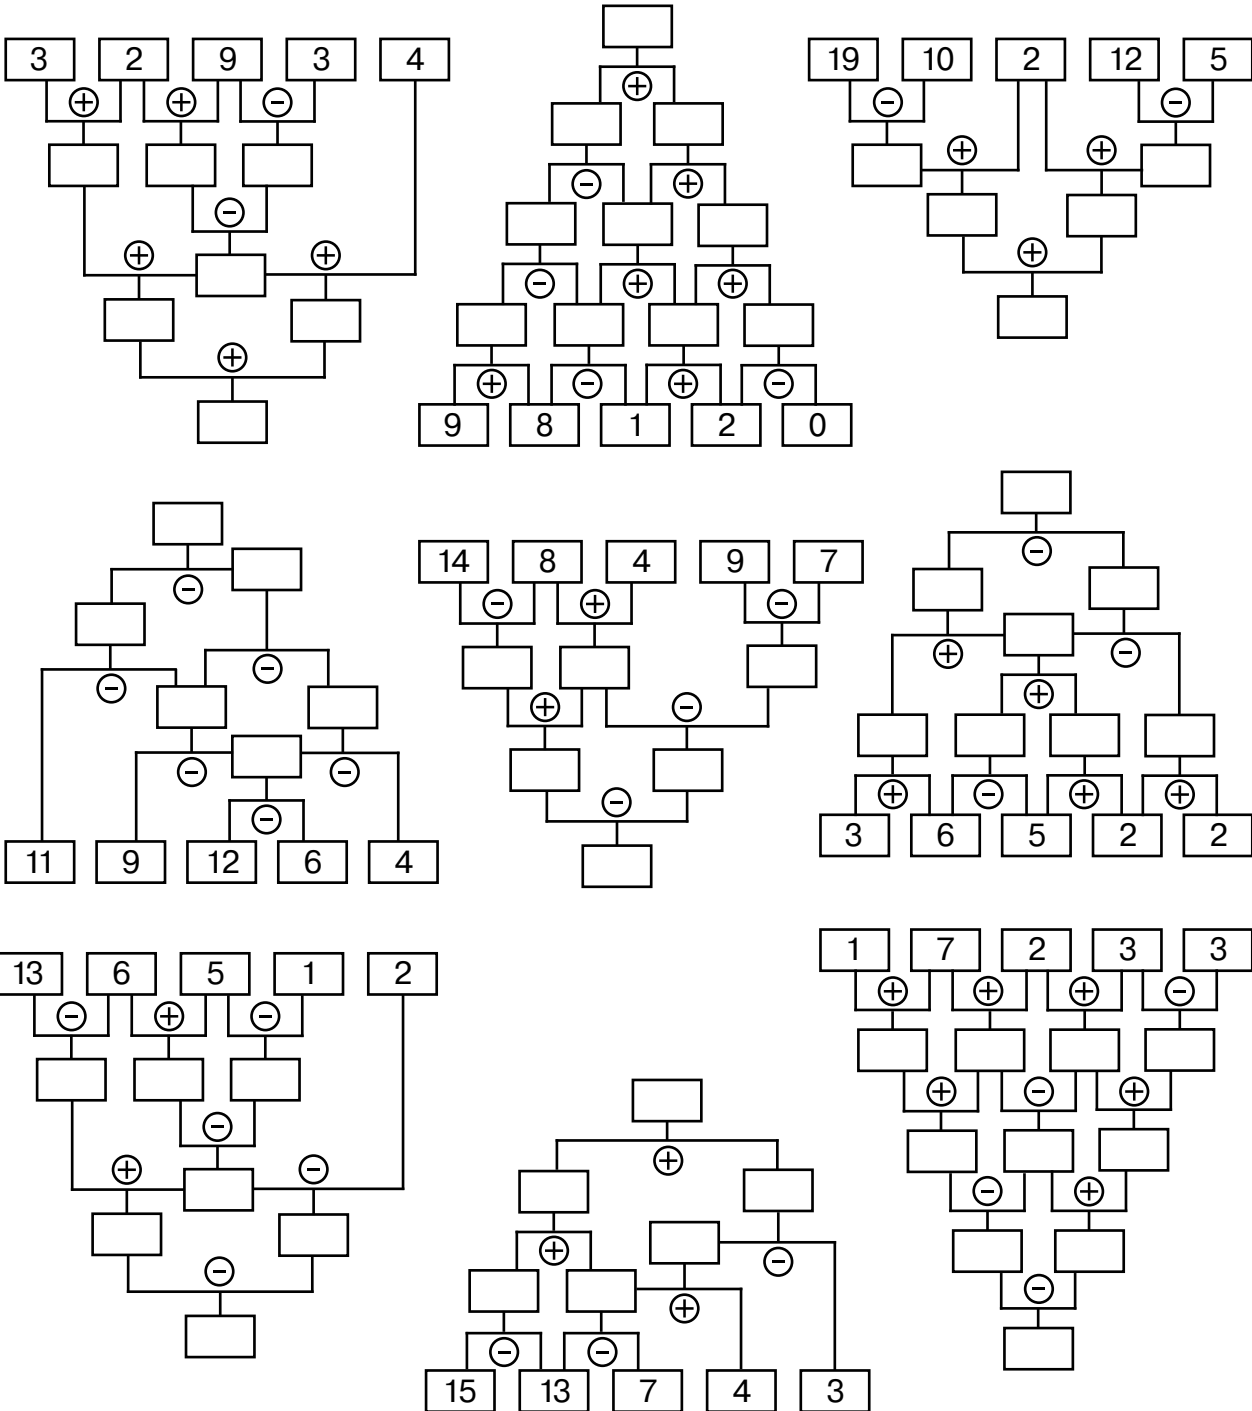 3 2 9 3 4
+ + −
−
+ +
+
+
− +
− + +
+ − + −
9 8 1 2 0
19 10 2 12 5
− −
+ +
+
−
− −
− −
−
11 9 12 6 4
14 8 4 9 7
− + −
+ −
−
−
+ −
+
+ − + +
3 6 5 2 2
13 6 5 1 2
− + −
−
+ −
−
+
+ −
+
− −
15 13 7 4 3
1 7 2 3 3
+ + + −
+ − +
− +
−